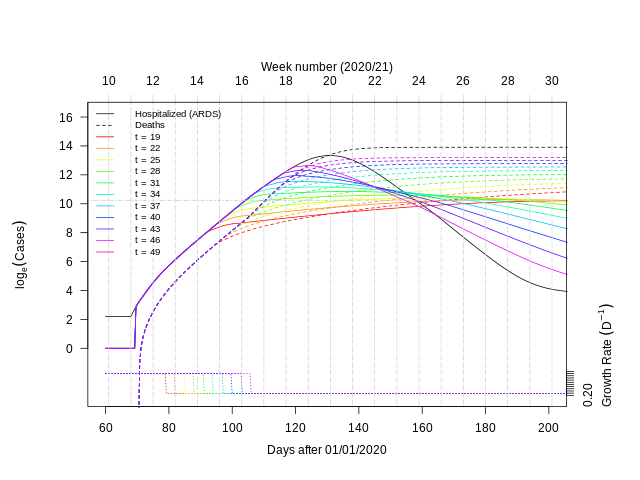 Week number (2020/21)
10 12 14 16 18 20 22 24 26 28 30
16
14
12
10
8
6
4
2
0
logₑ(Cases)
Hospitalized (ARDS)
Deaths
t = 19
t = 22
t = 25
t = 28
t = 31
t = 34
t = 37
t = 40
t = 43
t = 46
t = 49
0.20
Growth Rate (D⁻¹)
60 80 100 120 140 160 180 200
Days after 01/01/2020